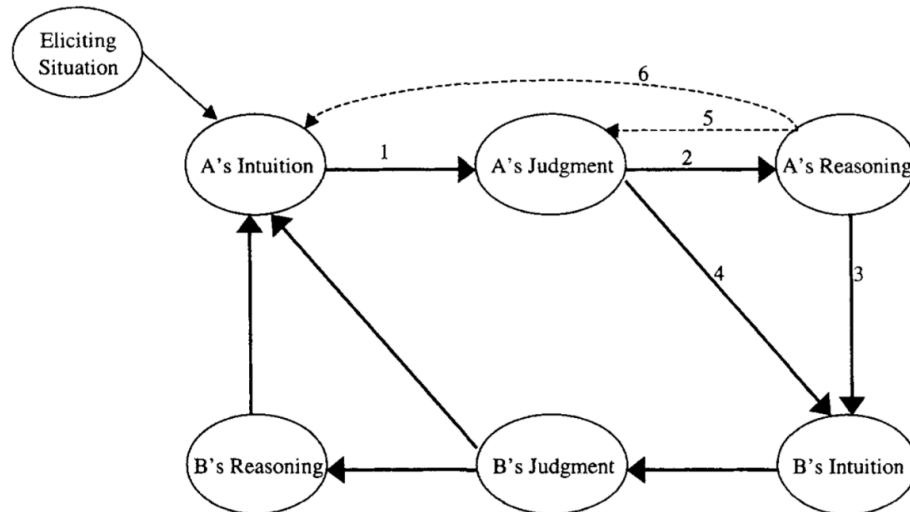 Eliciting
Situation
6
5
A's Intuition
1
A's Judgment
2
A's Reasoning
4
3
B's Reasoning
B's Judgment
B's Intuition